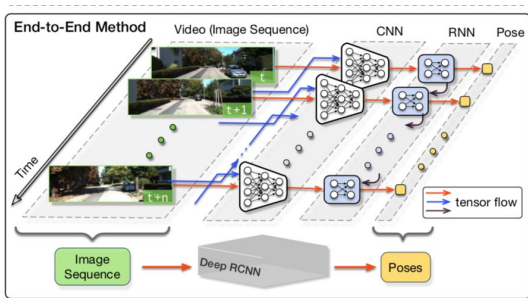 End-to-End Method
Video (Image Sequence)
CNN
RNN
Pose
t
t+1
t+n
Time
tensor flow
Image
Sequence
Deep RCNN
Poses